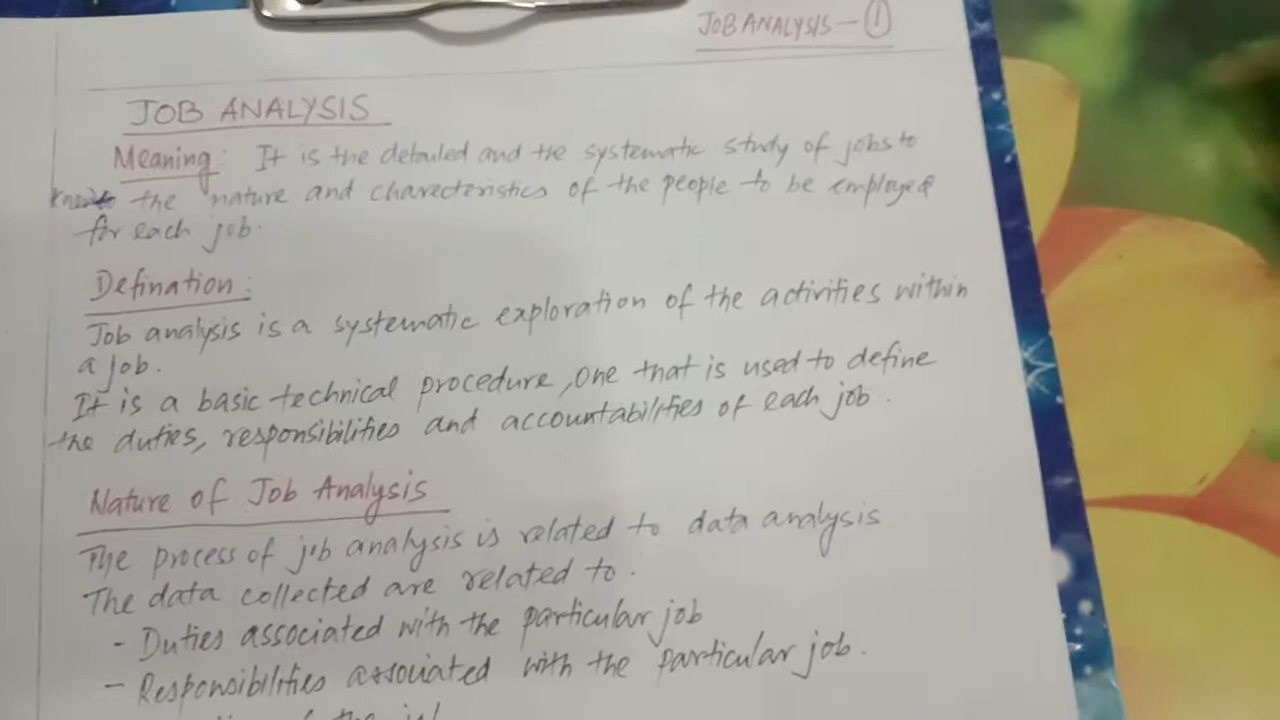 JOB ANALYSIS - 1
JOB ANALYSIS
Meaning: It is the detailed and the systematic study of jobs to
the nature and charecteristics of the people to be employed
for each job.
Defination:
Job analysis is a systematic exploration of the activities within
a job.
It is a basic technical procedure, one that is used to define
the duties, responsibilities and accountabilities of each job.
Nature of Job Analysis
The process of job analysis is related to data analysis
The data collected are related to.
- Duties associated with the particular job
- Responsibilities associated with the particular job.